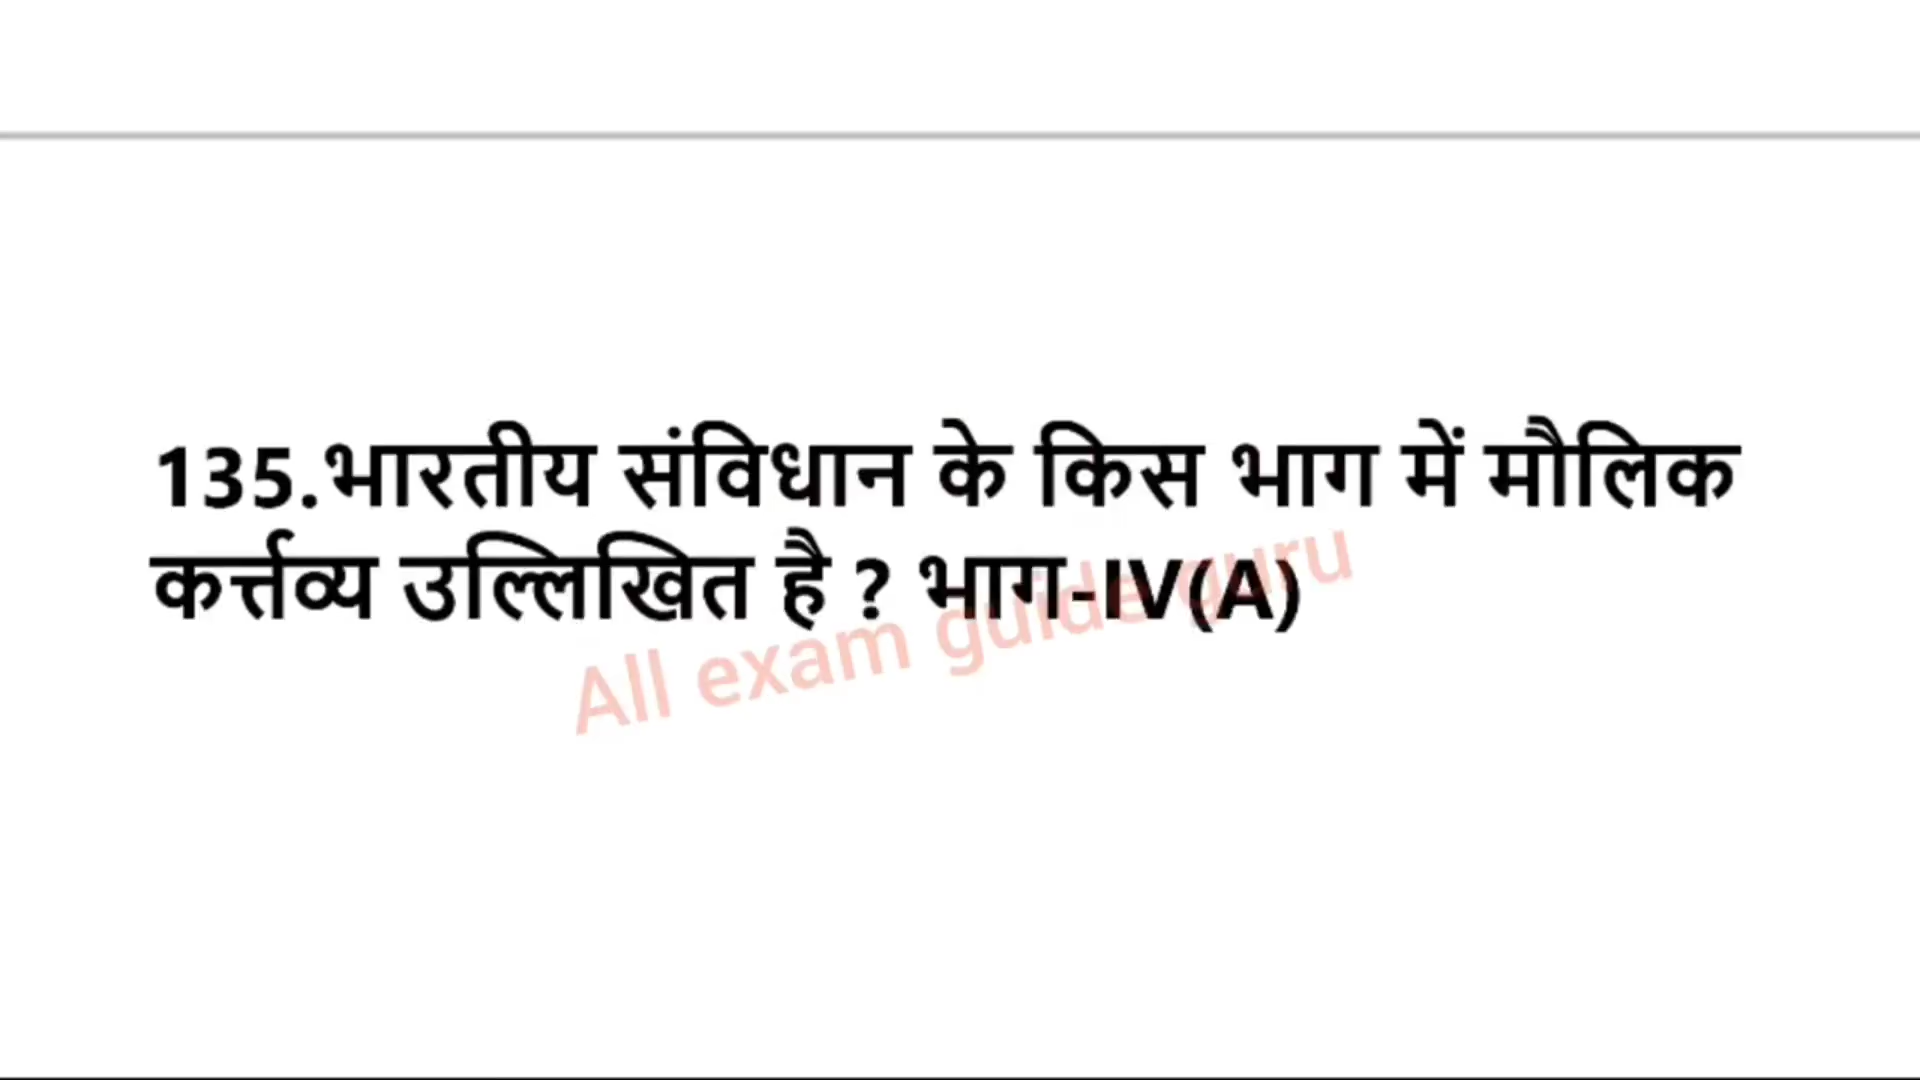 135.भारतीय संविधान के किस भाग में मौलिक
कर्त्तव्य उल्लिखित है ? भाग-IV(A)
All exam guide guru